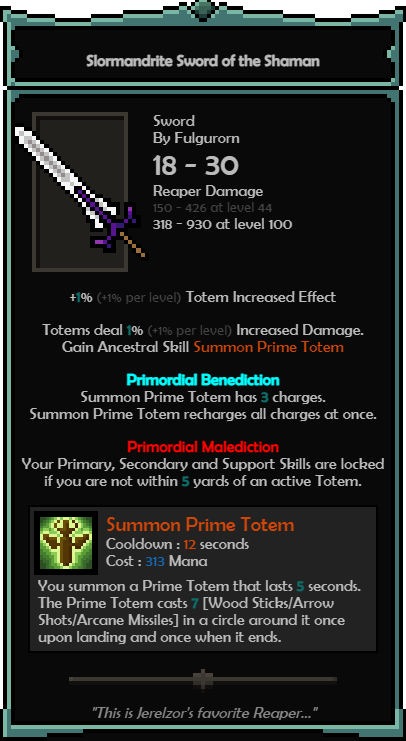 Slormandrite Sword of the Shaman
Sword
By Fulgurorn
18 - 30
Reaper Damage
150 - 426 at level 44
318 - 930 at level 100
+1% (+1% per level) Totem Increased Effect
Totems deal 1% (+1% per level) Increased Damage.
Gain Ancestral Skill Summon Prime Totem
Primordial Benediction
Summon Prime Totem has 3 charges.
Summon Prime Totem recharges all charges at once.
Primordial Malediction
Your Primary, Secondary and Support Skills are locked
if you are not within 5 yards of an active Totem.
Summon Prime Totem
Cooldown : 12 seconds
Cost : 313 Mana
You summon a Prime Totem that lasts 5 seconds.
The Prime Totem casts 7 [Wood Sticks/Arrow
Shots/Arcane Missiles] in a circle around it once
upon landing and once when it ends.
"This is Jerelzor's favorite Reaper..."